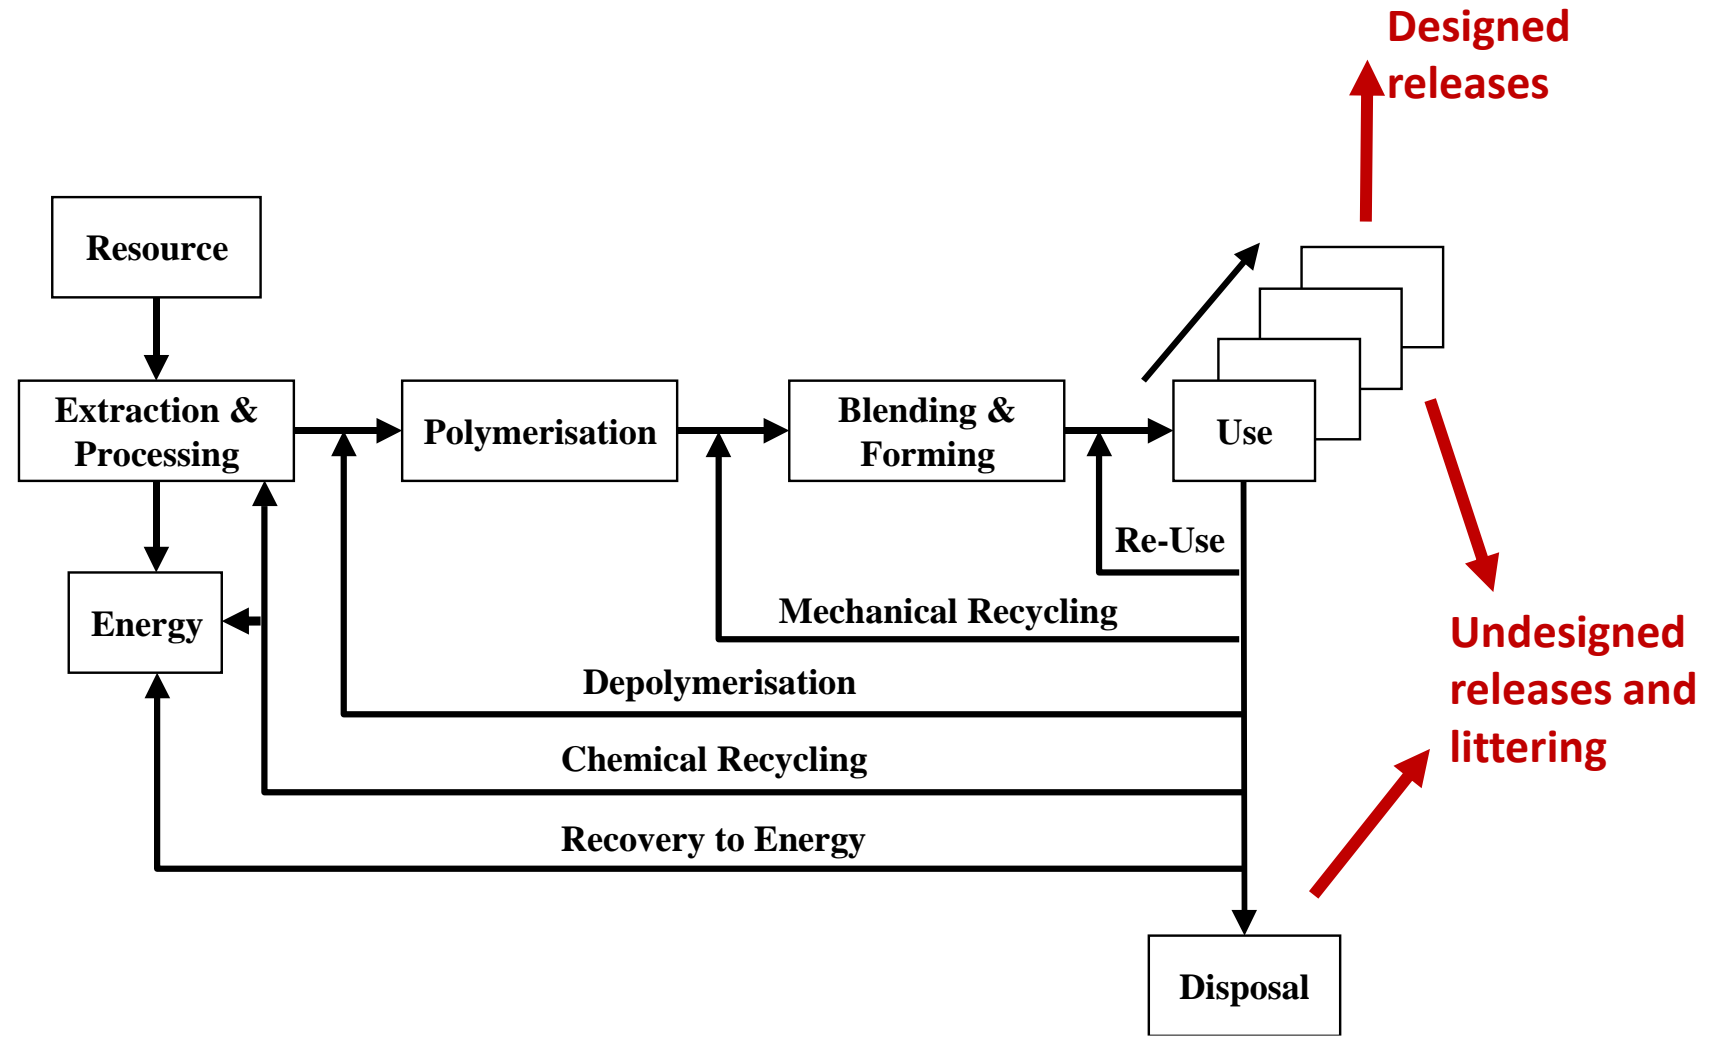 Designed
releases
Resource
Extraction &
Processing
Polymerisation
Blending &
Forming
Use
Re-Use
Energy
Mechanical Recycling
Undesigned
releases and
littering
Depolymerisation
Chemical Recycling
Recovery to Energy
Disposal